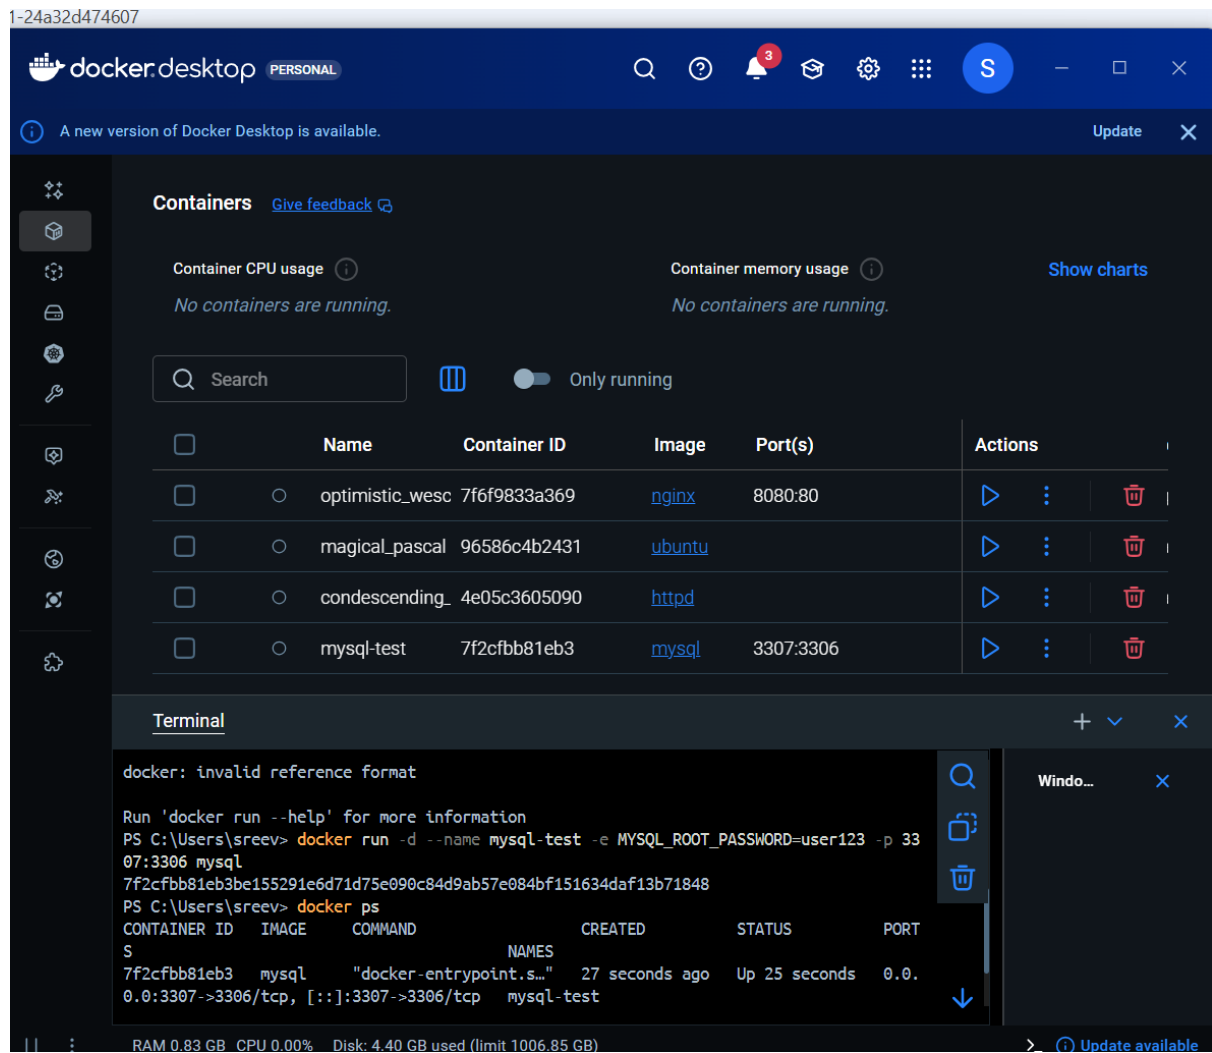 1-24a32d474607
docker.desktop PERSONAL
3
S
A new version of Docker Desktop is available.
Update
Containers
Give feedback
Container CPU usage
Container memory usage
Show charts
No containers are running.
No containers are running.
Search
Only running
Name Container ID Image Port(s) Actions
optimistic_wesc 7f6f9833a369 nginx 8080:80
magical_pascal 96586c4b2431 ubuntu
condescending_ 4e05c3605090 httpd
mysql-test 7f2cfbb81eb3 mysql 3307:3306
Terminal
docker: invalid reference format
Run 'docker run --help' for more information
PS C:\Users\sreev> docker run -d --name mysql-test -e MYSQL_ROOT_PASSWORD=user123 -p 33
07:3306 mysql
7f2cfbb81eb3be155291e6d71d75e090c84d9ab57e084bf151634daf13b71848
PS C:\Users\sreev> docker ps
CONTAINER ID IMAGE COMMAND CREATED STATUS PORT
S NAMES
7f2cfbb81eb3 mysql "docker-entrypoint.s…" 27 seconds ago Up 25 seconds 0.0.
0.0:3307->3306/tcp, [::]:3307->3306/tcp mysql-test
Windo...
RAM 0.83 GB CPU 0.00% Disk: 4.40 GB used (limit 1006.85 GB)
Update available